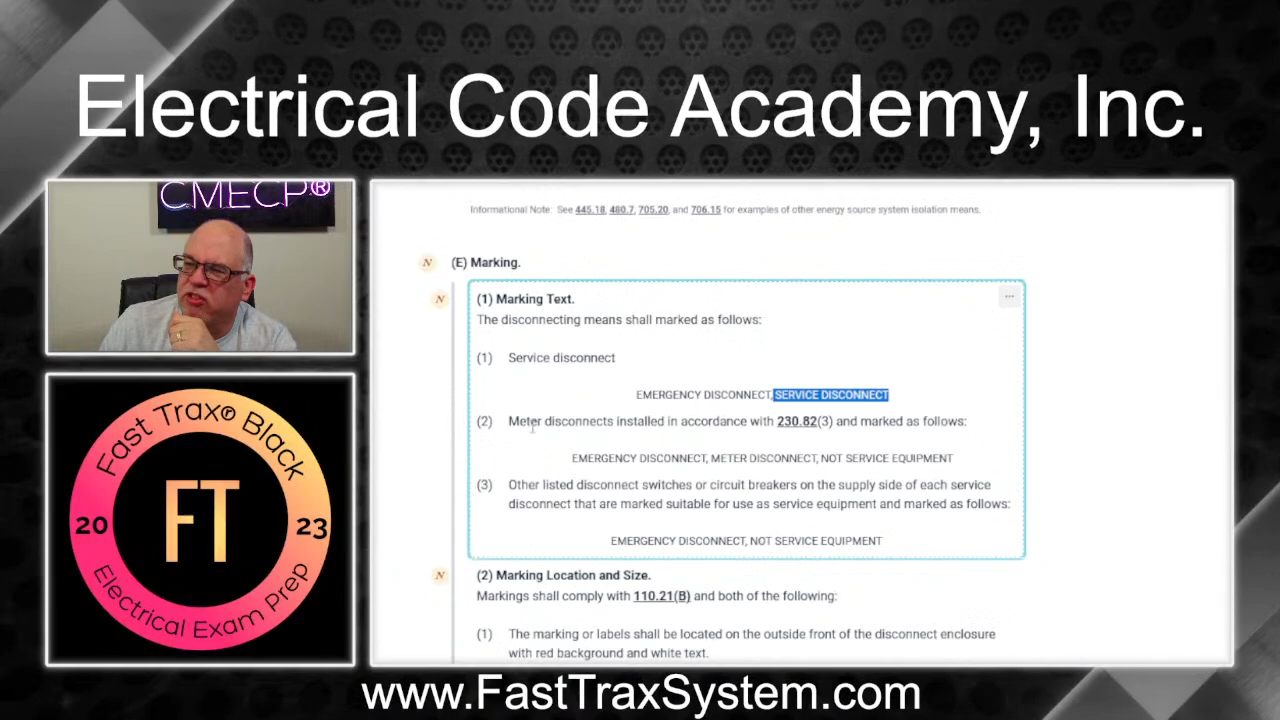 Electrical Code Academy, Inc.
CMECP®
Fast Trax® Black
FT
20 23
Electrical Exam Prep
Informational Note: See 445.18, 480.7, 705.20, and 706.15 for examples of other energy source system isolation means.
N (E) Marking.
N (1) Marking Text.
The disconnecting means shall marked as follows:
(1) Service disconnect
EMERGENCY DISCONNECT, SERVICE DISCONNECT
(2) Meter disconnects installed in accordance with 230.82(3) and marked as follows:
EMERGENCY DISCONNECT, METER DISCONNECT, NOT SERVICE EQUIPMENT
(3) Other listed disconnect switches or circuit breakers on the supply side of each service
disconnect that are marked suitable for use as service equipment and marked as follows:
EMERGENCY DISCONNECT, NOT SERVICE EQUIPMENT
N (2) Marking Location and Size.
Markings shall comply with 110.21(B) and both of the following:
(1) The marking or labels shall be located on the outside front of the disconnect enclosure
with red background and white text.
www.FastTraxSystem.com